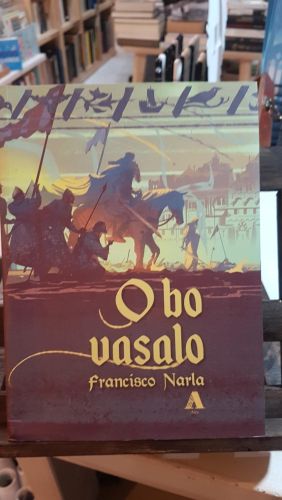 O bo
vasalo
Francisco Narla
A